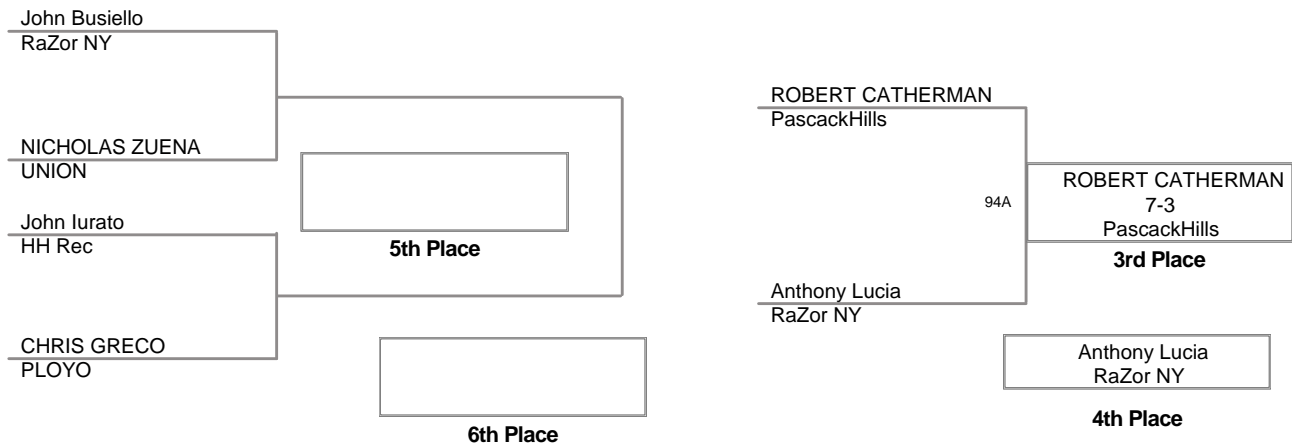 John Busiello
RaZor NY
NICHOLAS ZUENA
UNION
John Iurato
HH Rec
CHRIS GRECO
PLOYO
5th Place
6th Place
ROBERT CATHERMAN
PascackHills
94A
Anthony Lucia
RaZor NY
ROBERT CATHERMAN
7-3
PascackHills
3rd Place
Anthony Lucia
RaZor NY
4th Place